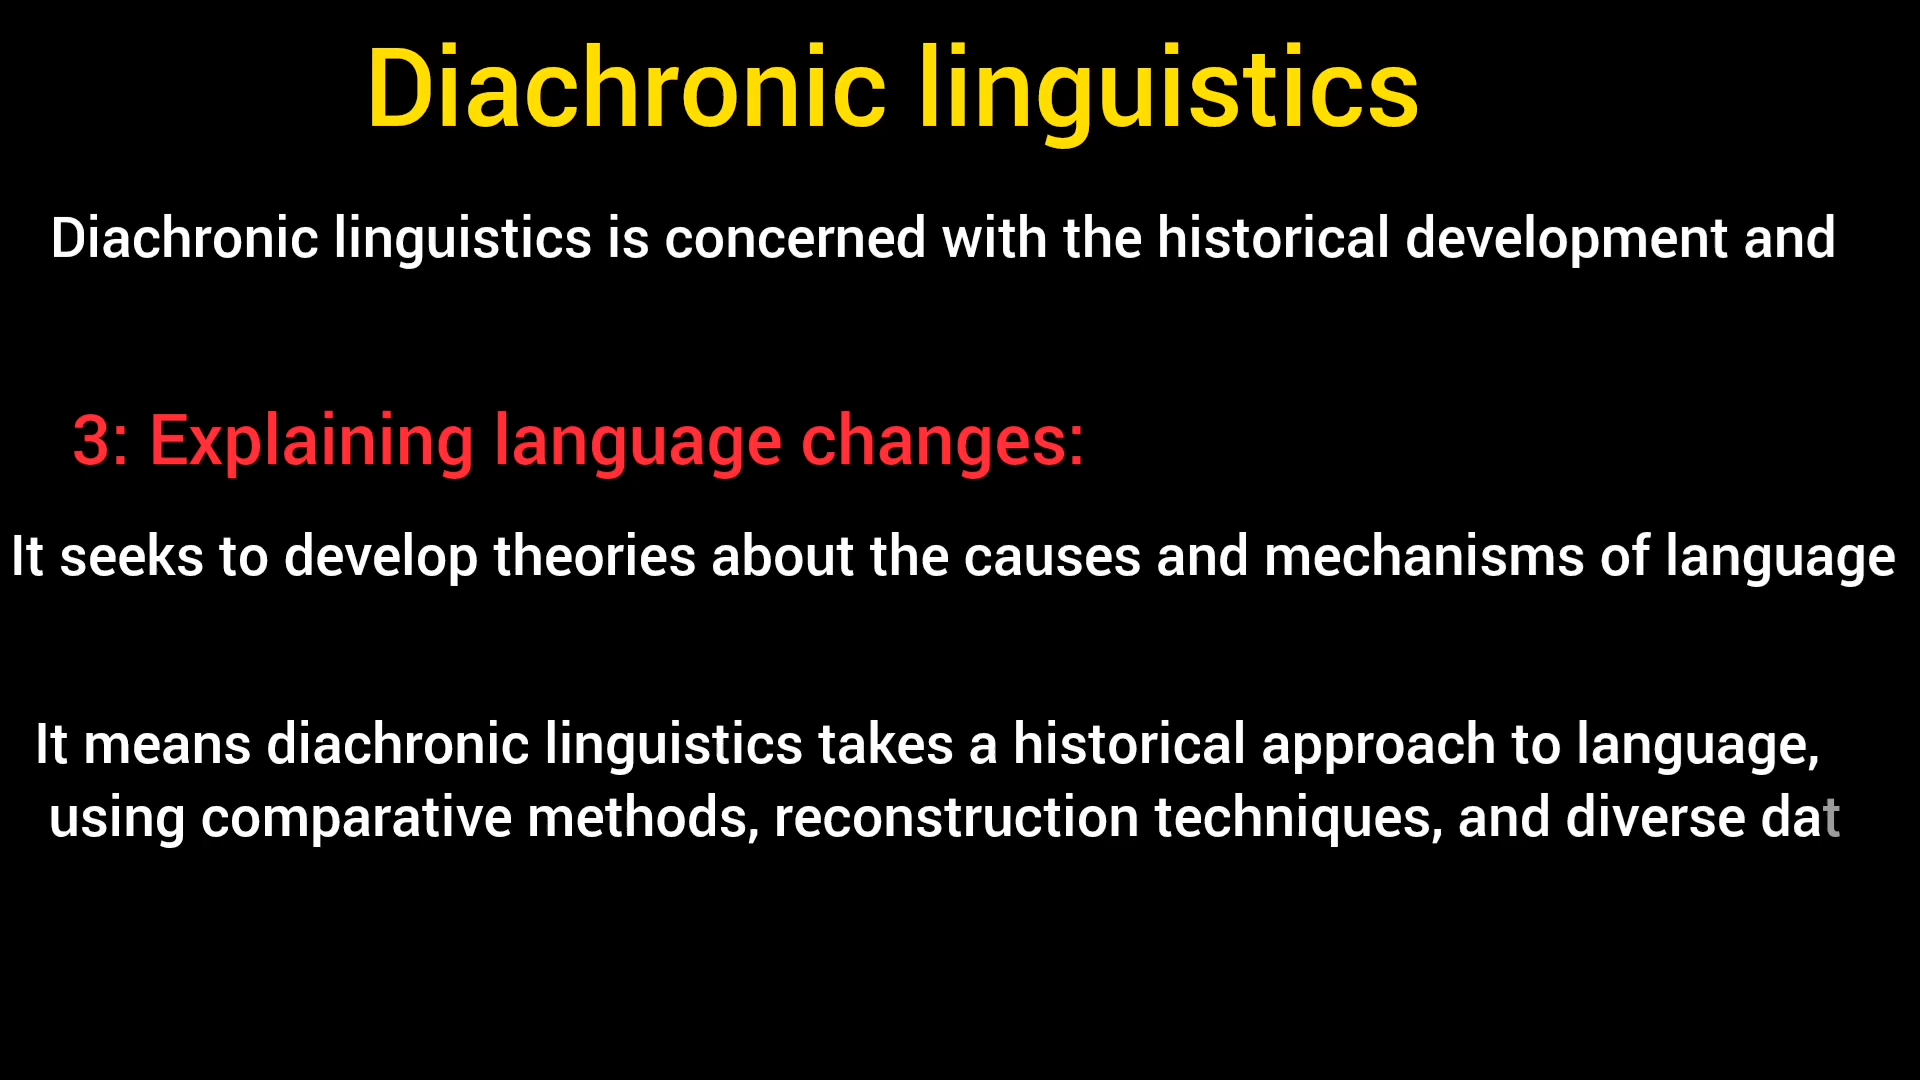 Diachronic linguistics
Diachronic linguistics is concerned with the historical development and
3: Explaining language changes:
It seeks to develop theories about the causes and mechanisms of language
It means diachronic linguistics takes a historical approach to language,
using comparative methods, reconstruction techniques, and diverse dat